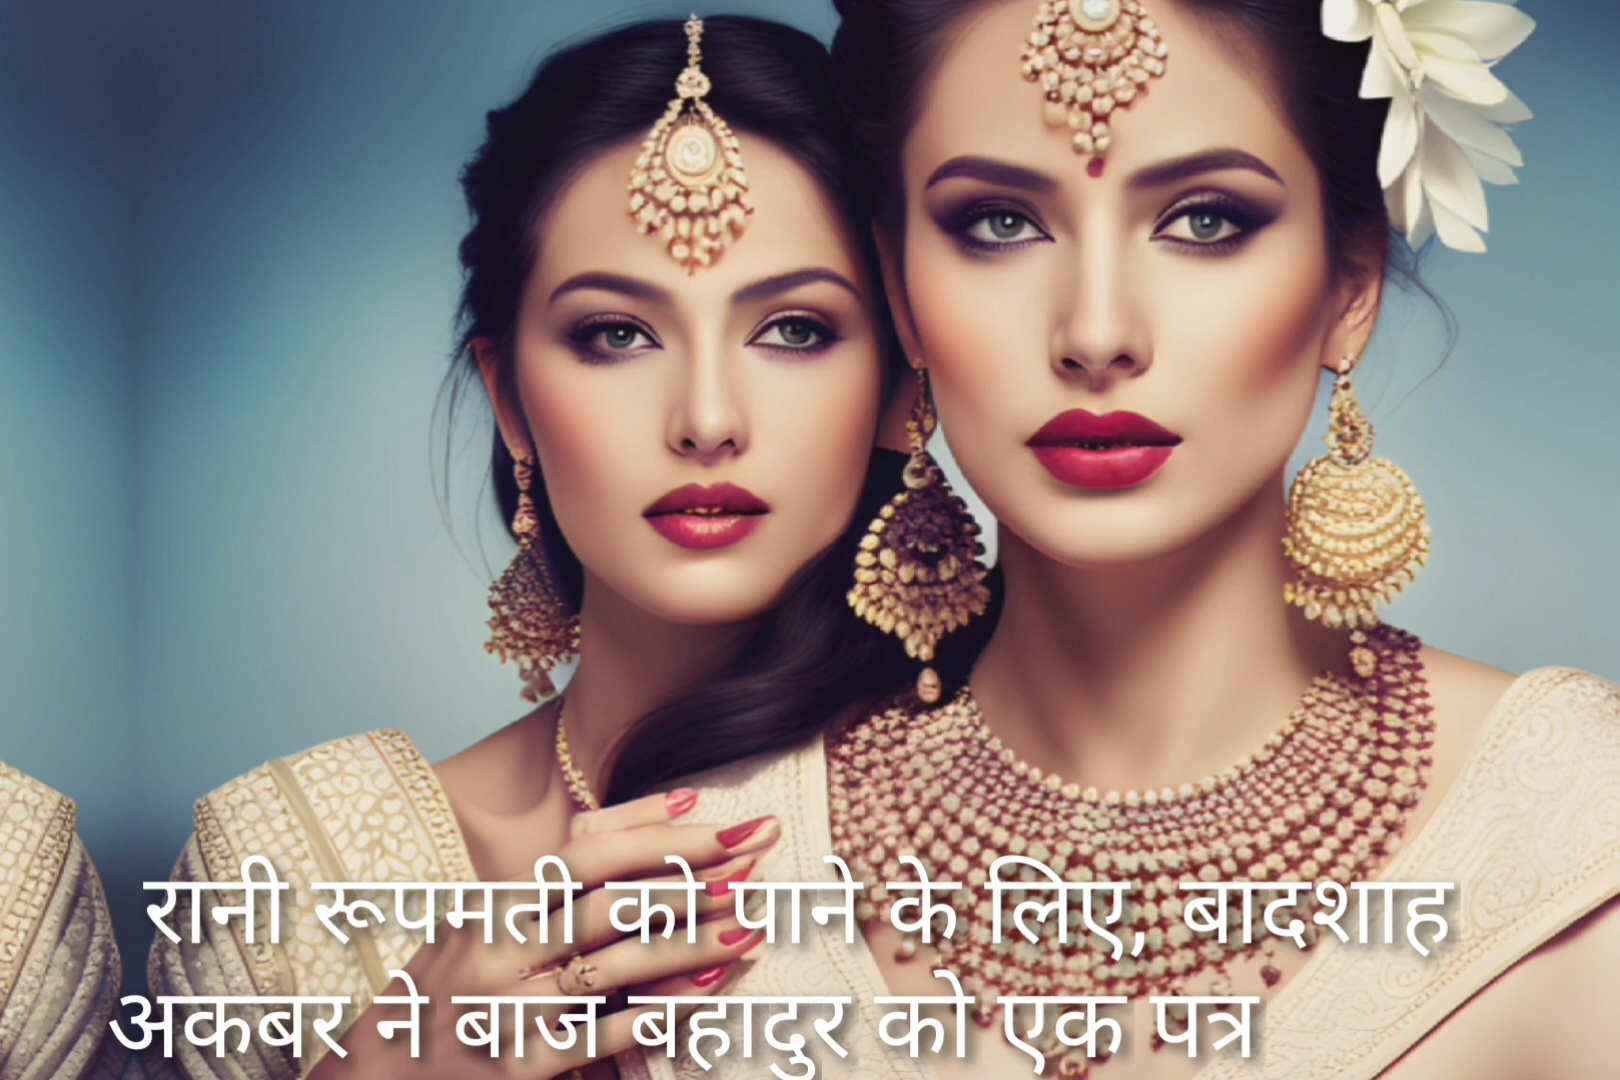 रानी रूपमती को पाने के लिए, बादशाह
अकबर ने बाज बहादुर को एक पत्र